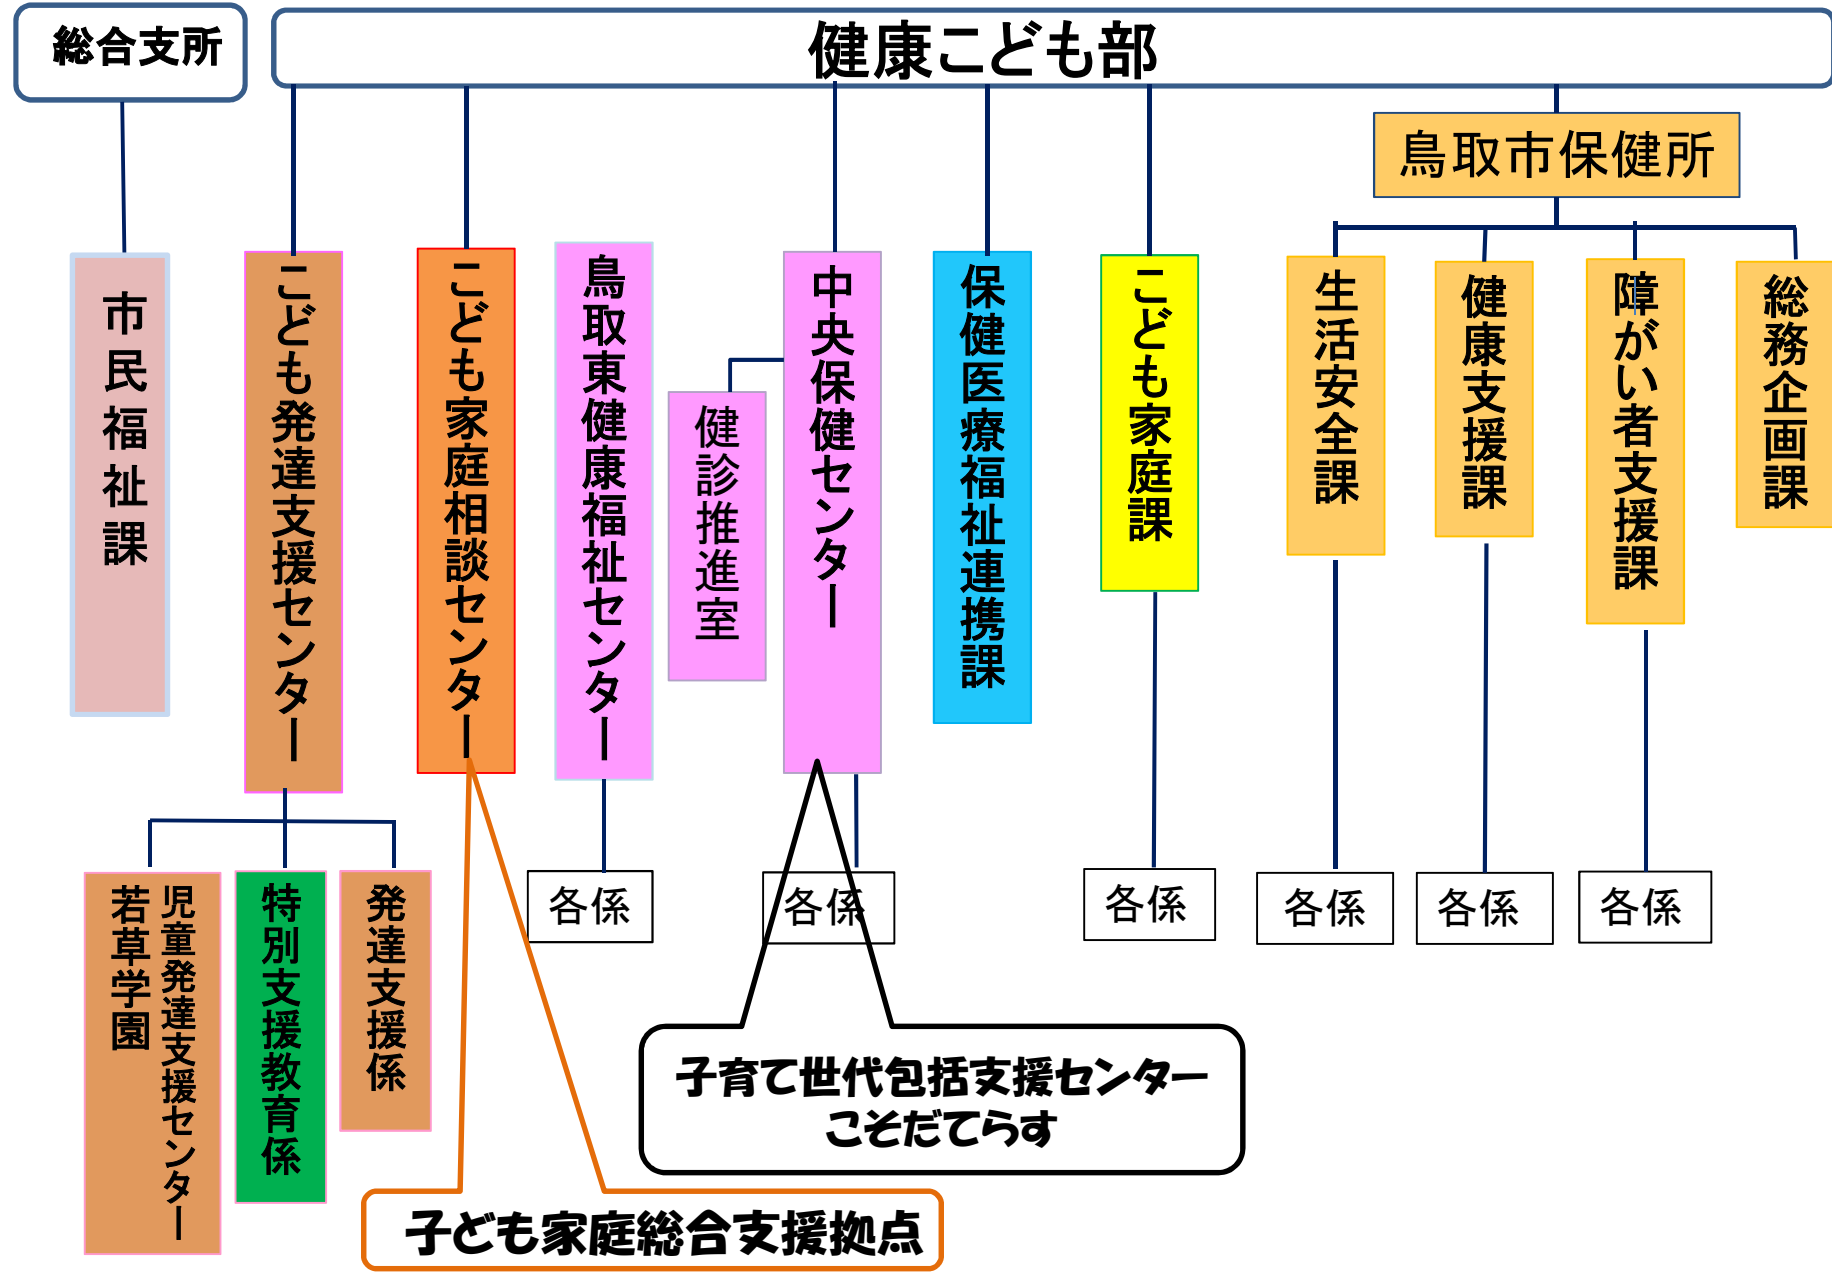 総合支所
健康こども部
鳥取市保健所
市民福祉課
こども発達支援センター
こども家庭相談センター
鳥取東健康福祉センター
健診推進室
中央保健センター
保健医療福祉連携課
こども家庭課
生活安全課
健康支援課
障がい者支援課
総務企画課
児童発達支援センター
若草学園
特別支援教育係
発達支援係
各係
各係
各係
各係
各係
各係
子育て世代包括支援センター
こそだてらす
子ども家庭総合支援拠点